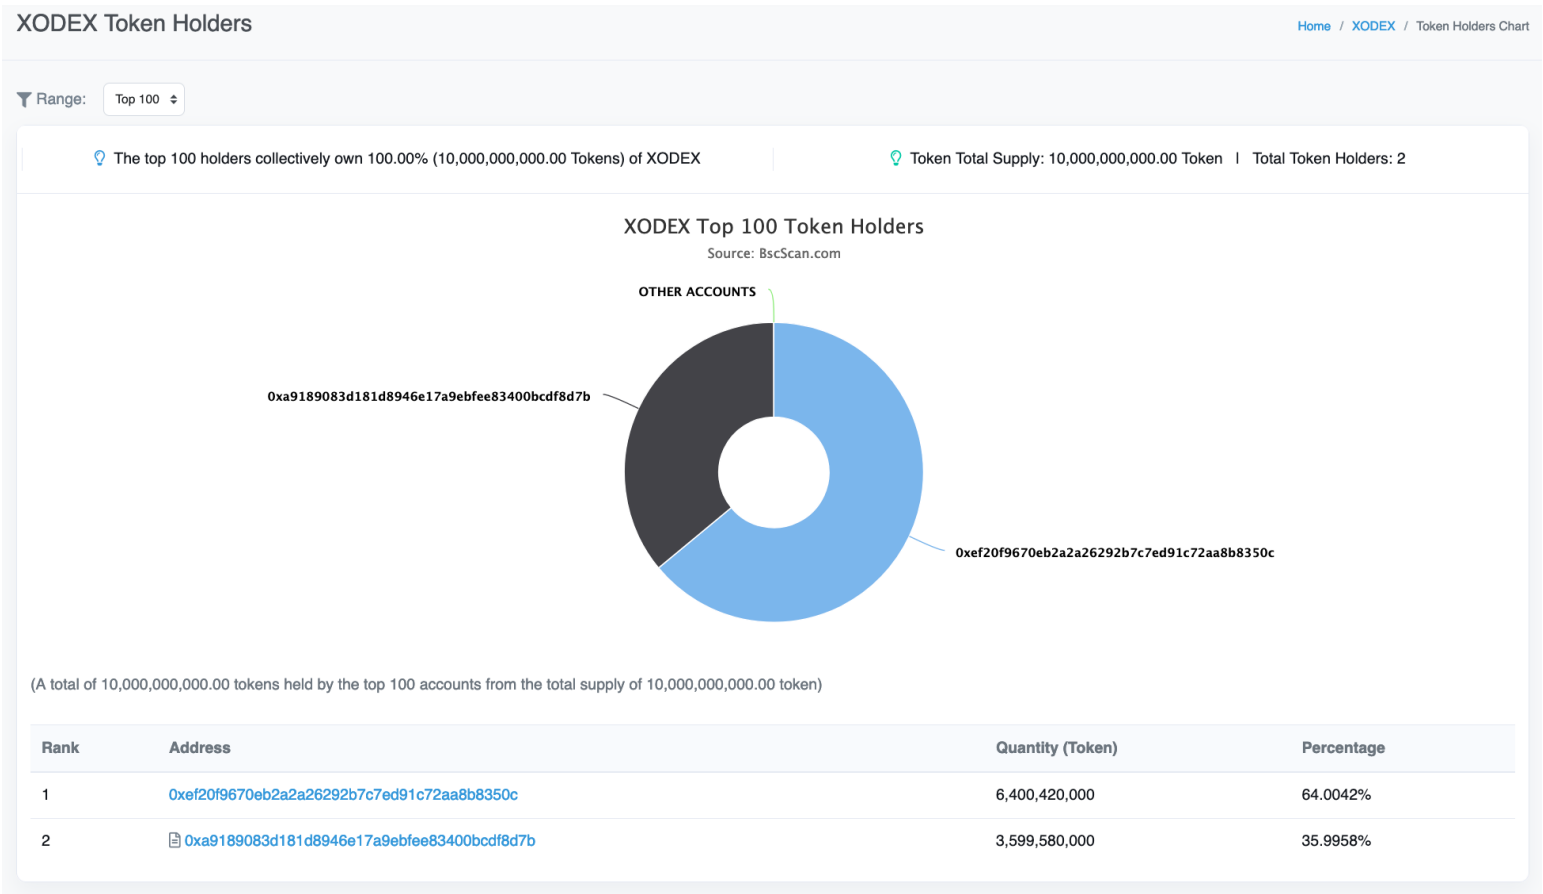 XODEX Token Holders
Home / XODEX / Token Holders Chart
Range: Top 100
The top 100 holders collectively own 100.00% (10,000,000,000.00 Tokens) of XODEX
Token Total Supply: 10,000,000,000.00 Token | Total Token Holders: 2
XODEX Top 100 Token Holders
Source: BscScan.com
OTHER ACCOUNTS
0xa9189083d181d8946e17a9ebfee83400bcdf8d7b
0xef20f9670eb2a2a26292b7c7ed91c72aa8b8350c
(A total of 10,000,000,000.00 tokens held by the top 100 accounts from the total supply of 10,000,000,000.00 token)
Rank Address Quantity (Token) Percentage
1 0xef20f9670eb2a2a26292b7c7ed91c72aa8b8350c 6,400,420,000 64.0042%
2 0xa9189083d181d8946e17a9ebfee83400bcdf8d7b 3,599,580,000 35.9958%